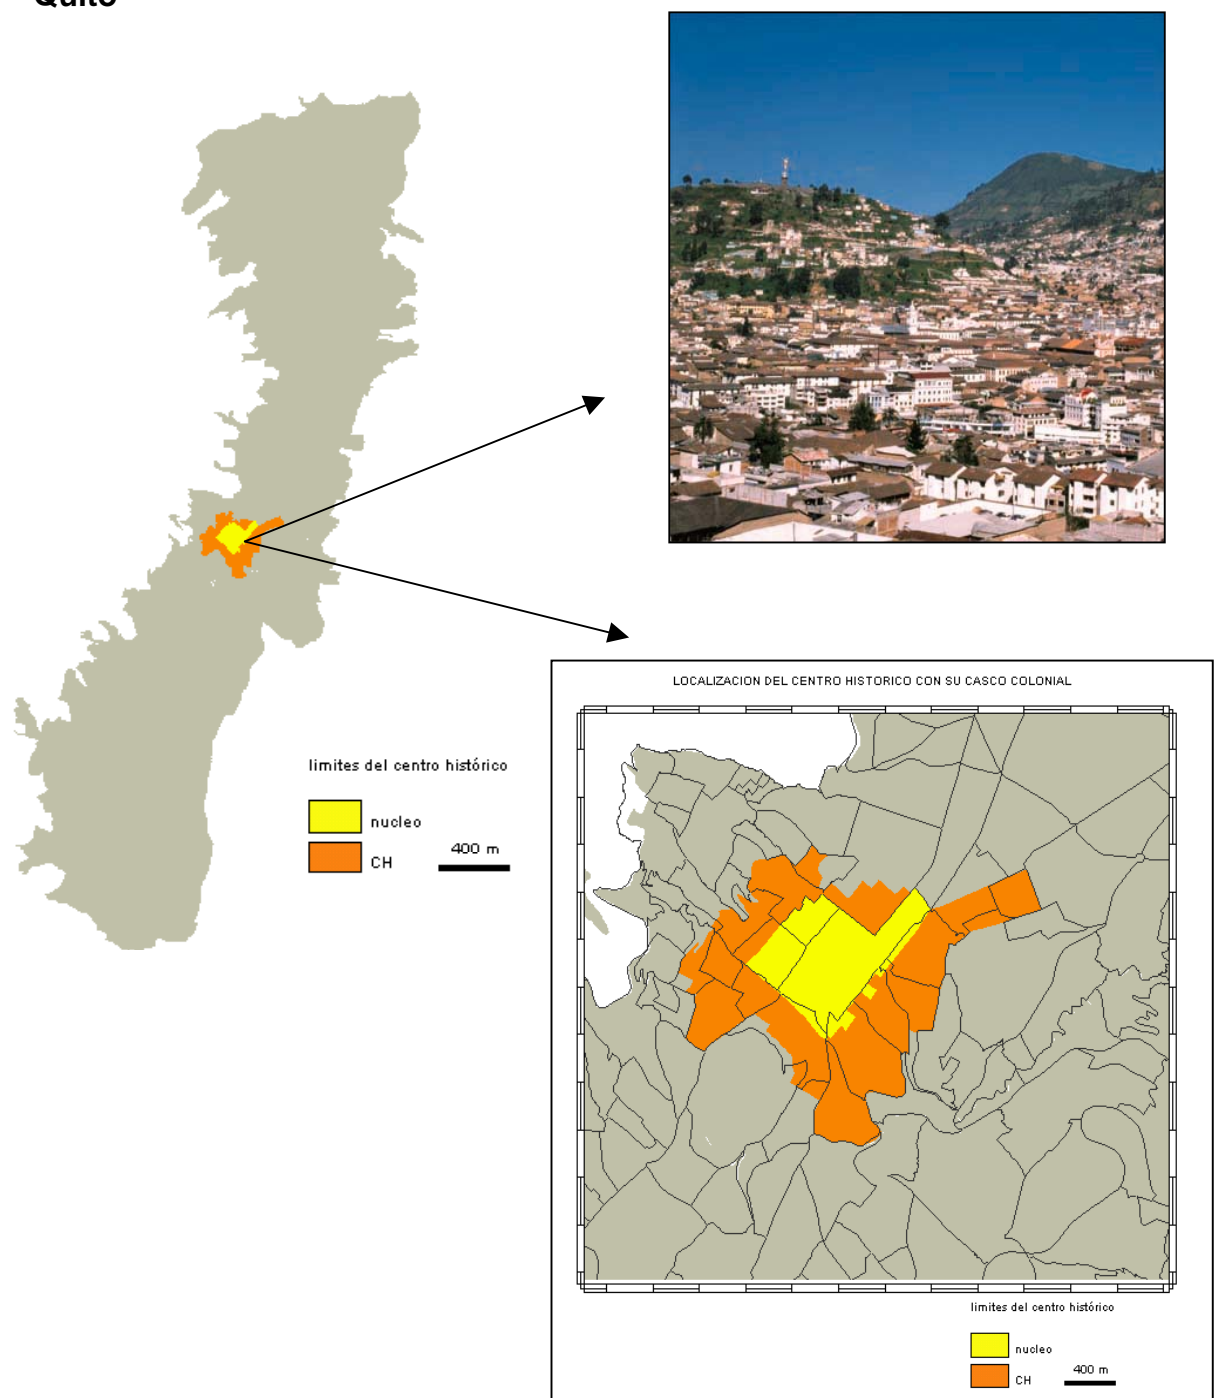 Quito
limites del centro histórico
nucleo
CH
400 m
LOCALIZACION DEL CENTRO HISTORICO CON SU CASCO COLONIAL
limites del centro histórico
nucleo
CH
400 m